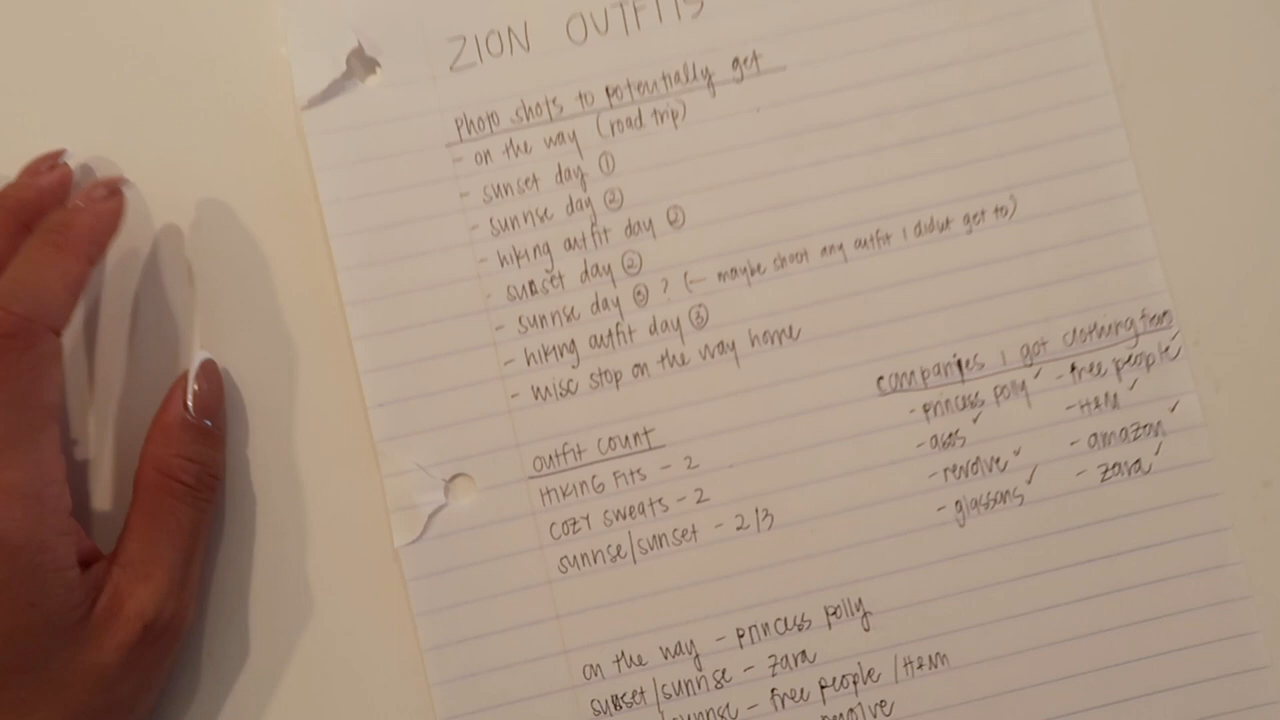 ZION OUTFITS
photo shots to potentially get
- on the way (road trip)
- sunset day ①
- sunrise day ②
- hiking outfit day ②
- sunset day ②
- sunrise day ③ ? (- maybe shoot any outfit i didnt get to)
- hiking outfit day ③
- misc stop on the way home
companies i got clothing from
- princess polly ✓ - free people ✓
- asos ✓ - H&M ✓
- revolve ✓ - amazon ✓
- glassons ✓ - zara ✓
outfit count
HIKING FITS - 2
COZY SWEATS - 2
sunrise/sunset - 2/3
on the way - princess polly
sunset/sunrise - zara
/sunrise - free people / H&M
revolve